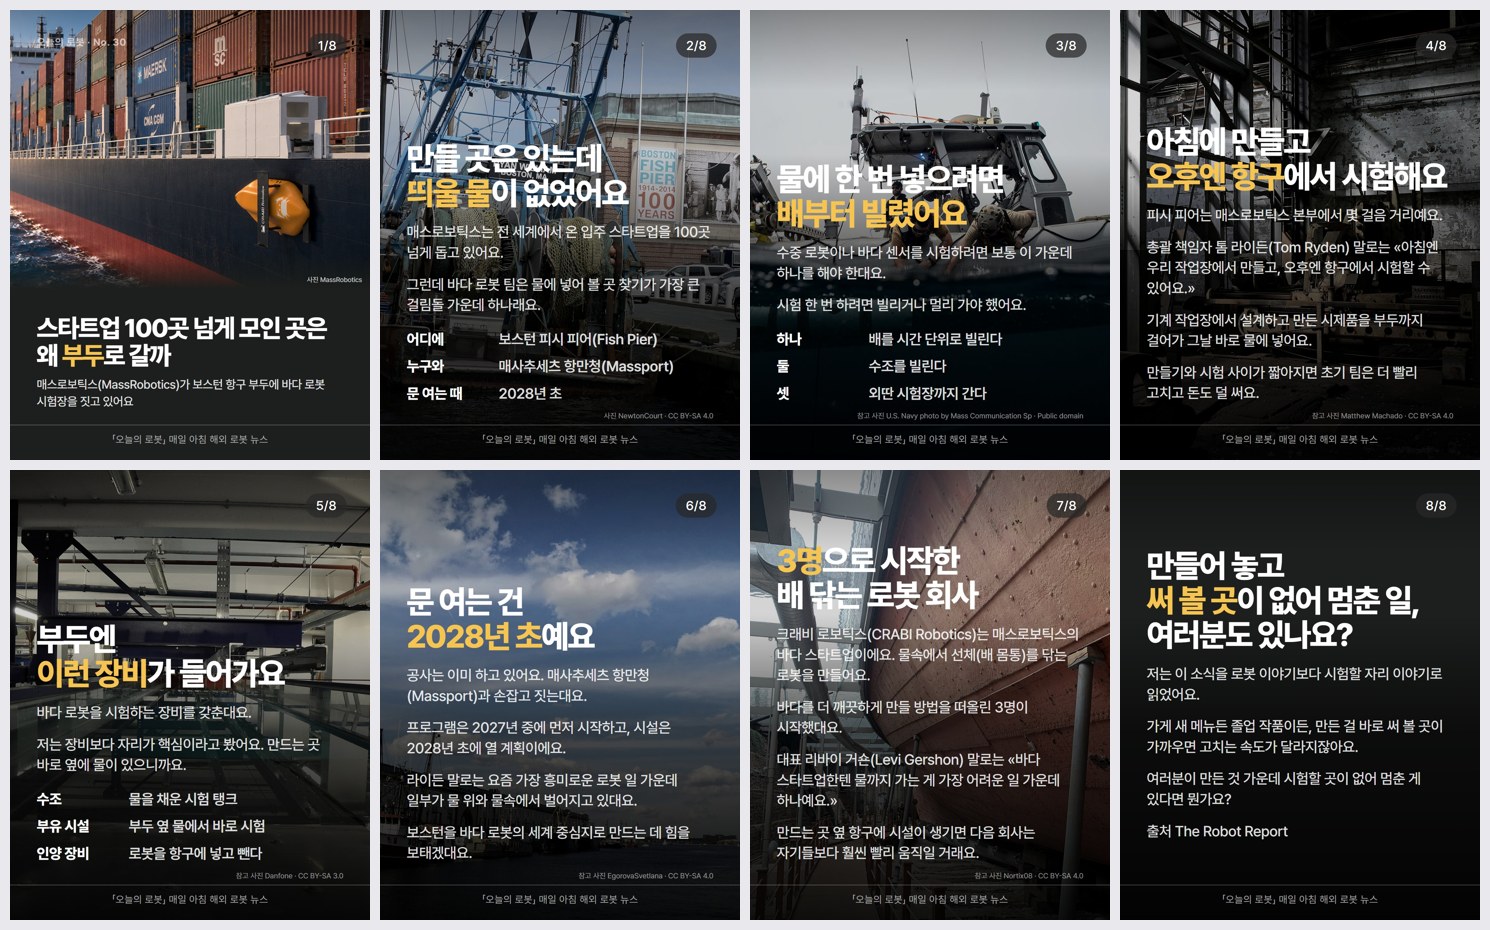 오늘의 로봇 · No. 30
1/8
MAERSK
CMA CGM
msc
사진 MassRobotics
스타트업 100곳 넘게 모인 곳은
왜 부두로 갈까
매스로보틱스(MassRobotics)가 보스턴 항구 부두에 바다 로봇
시험장을 짓고 있어요
「오늘의 로봇」 매일 아침 해외 로봇 뉴스
2/8
BOSTON
FISH
PIER
1914-2014
100
YEARS
BOSTON, MA
만들 곳은 있는데
띄울 물이 없었어요
매스로보틱스는 전 세계에서 온 입주 스타트업을 100곳
넘게 돕고 있어요.
그런데 바다 로봇 팀은 물에 넣어 볼 곳 찾기가 가장 큰
걸림돌 가운데 하나래요.
어디에 보스턴 피시 피어(Fish Pier)
누구와 매사추세츠 항만청(Massport)
문 여는 때 2028년 초
사진 NewtonCourt · CC BY-SA 4.0
「오늘의 로봇」 매일 아침 해외 로봇 뉴스
3/8
물에 한 번 넣으려면
배부터 빌렸어요
수중 로봇이나 바다 센서를 시험하려면 보통 이 가운데
하나를 해야 한대요.
시험 한 번 하려면 빌리거나 멀리 가야 했어요.
하나 배를 시간 단위로 빌린다
둘 수조를 빌린다
셋 외딴 시험장까지 간다
참고 사진 U.S. Navy photo by Mass Communication Sp · Public domain
「오늘의 로봇」 매일 아침 해외 로봇 뉴스
4/8
아침에 만들고
오후엔 항구에서 시험해요
피시 피어는 매스로보틱스 본부에서 몇 걸음 거리예요.
총괄 책임자 톰 라이든(Tom Ryden) 말로는 «아침엔
우리 작업장에서 만들고, 오후엔 항구에서 시험할 수
있어요.»
기계 작업장에서 설계하고 만든 시제품을 부두까지
걸어가 그날 바로 물에 넣어요.
만들기와 시험 사이가 짧아지면 초기 팀은 더 빨리
고치고 돈도 덜 써요.
참고 사진 Matthew Machado · CC BY-SA 4.0
「오늘의 로봇」 매일 아침 해외 로봇 뉴스
5/8
부두엔
이런 장비가 들어가요
바다 로봇을 시험하는 장비를 갖춘대요.
저는 장비보다 자리가 핵심이라고 봤어요. 만드는 곳
바로 옆에 물이 있으니까요.
수조 물을 채운 시험 탱크
부유 시설 부두 옆 물에서 바로 시험
인양 장비 로봇을 항구에 넣고 뺀다
참고 사진 Danfone · CC BY-SA 3.0
「오늘의 로봇」 매일 아침 해외 로봇 뉴스
6/8
문 여는 건
2028년 초예요
공사는 이미 하고 있어요. 매사추세츠 항만청
(Massport)과 손잡고 짓는대요.
프로그램은 2027년 중에 먼저 시작하고, 시설은
2028년 초에 열 계획이에요.
라이든 말로는 요즘 가장 흥미로운 로봇 일 가운데
일부가 물 위와 물속에서 벌어지고 있대요.
보스턴을 바다 로봇의 세계 중심지로 만드는 데 힘을
보태겠대요.
참고 사진 EgorovaSvetlana · CC BY-SA 4.0
「오늘의 로봇」 매일 아침 해외 로봇 뉴스
7/8
3명으로 시작한
배 닦는 로봇 회사
크래비 로보틱스(CRABI Robotics)는 매스로보틱스의
바다 스타트업이에요. 물속에서 선체(배 몸통)를 닦는
로봇을 만들어요.
바다를 더 깨끗하게 만들 방법을 떠올린 3명이
시작했대요.
대표 리바이 거숀(Levi Gershon) 말로는 «바다
스타트업한텐 물까지 가는 게 가장 어려운 일 가운데
하나예요.»
만드는 곳 옆 항구에 시설이 생기면 다음 회사는
자기들보다 훨씬 빨리 움직일 거래요.
참고 사진 Nortix08 · CC BY-SA 4.0
「오늘의 로봇」 매일 아침 해외 로봇 뉴스
8/8
만들어 놓고
써 볼 곳이 없어 멈춘 일,
여러분도 있나요?
저는 이 소식을 로봇 이야기보다 시험할 자리 이야기로
읽었어요.
가게 새 메뉴든 졸업 작품이든, 만든 걸 바로 써 볼 곳이
가까우면 고치는 속도가 달라지잖아요.
여러분이 만든 것 가운데 시험할 곳이 없어 멈춘 게
있다면 뭔가요?
출처 The Robot Report
「오늘의 로봇」 매일 아침 해외 로봇 뉴스